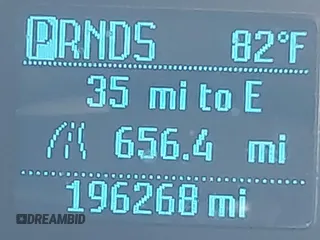 PRNDS 82°F
35 mi to E
656.4 mi
196268 mi
DREAMBID